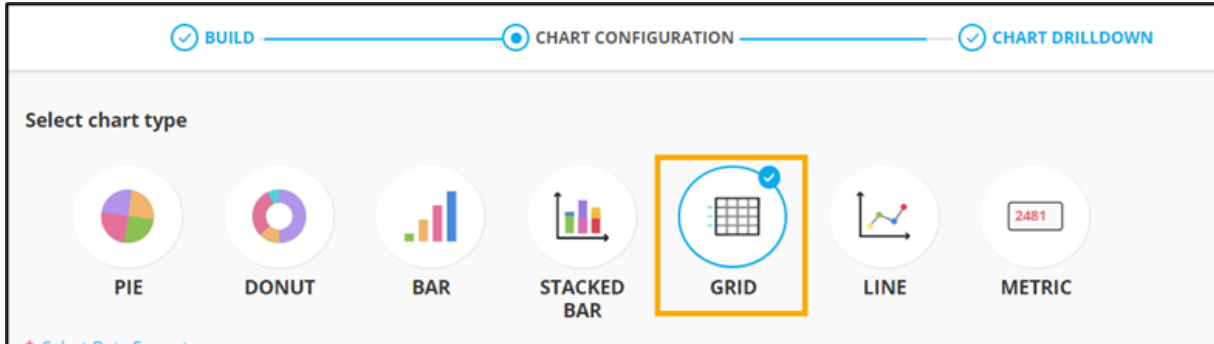 BUILD
CHART CONFIGURATION
CHART DRILLDOWN
Select chart type
2481
PIE
DONUT
BAR
STACKED
BAR
GRID
LINE
METRIC